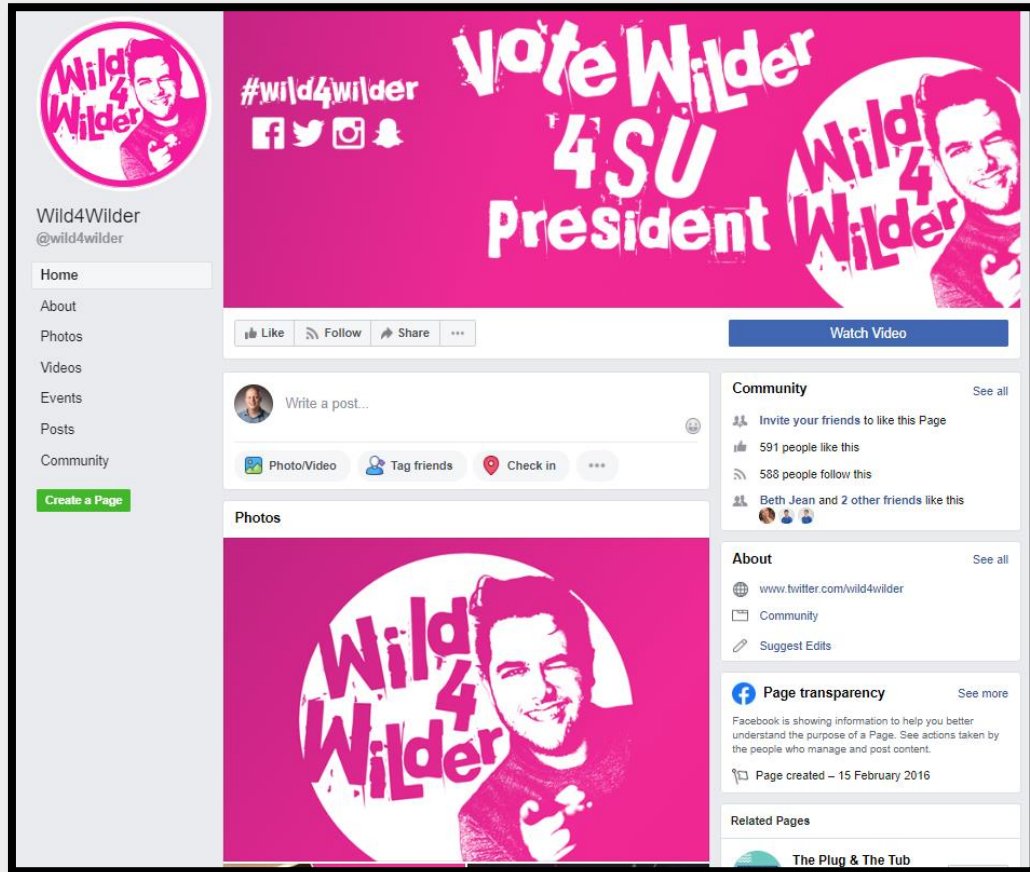 Wild
4
Wilder
Wild4Wilder
@wild4wilder
Home
About
Photos
Videos
Events
Posts
Community
Create a Page
#wild4wilder
Vote Wilder
4 SU
President
Wild
4
Wilder
Like
Follow
Share
Watch Video
Write a post...
Photo/Video
Tag friends
Check in
Photos
Wild
4
Wilder
Community
See all
Invite your friends to like this Page
591 people like this
588 people follow this
Beth Jean and 2 other friends like this
About
See all
www.twitter.com/wild4wilder
Community
Suggest Edits
Page transparency
See more
Facebook is showing information to help you better
understand the purpose of a Page. See actions taken by
the people who manage and post content.
Page created – 15 February 2016
Related Pages
The Plug & The Tub